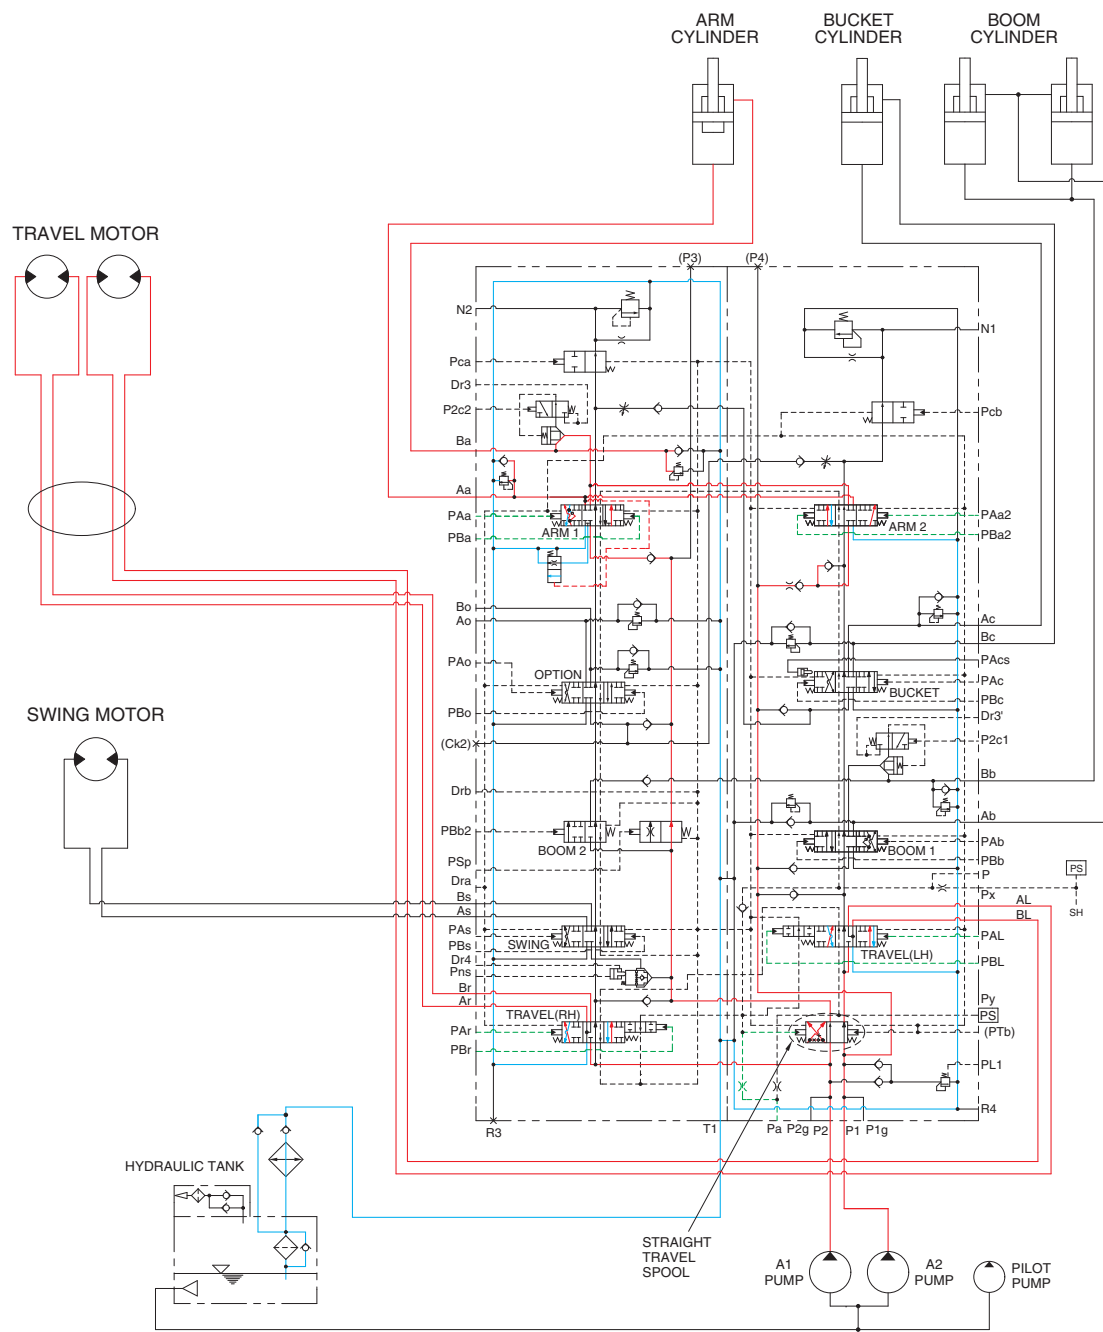 ARM
CYLINDER
BUCKET
CYLINDER
BOOM
CYLINDER
TRAVEL MOTOR
(P3)
(P4)
N2
N1
Pca
Dr3
P2c2
Pcb
Ba
Aa
PAa
PAa2
ARM 1
ARM 2
PBa
PBa2
Bo
Ao
Ac
Bc
PAo
PAcs
OPTION
PAc
BUCKET
PBc
PBo
Dr3'
SWING MOTOR
(Ck2)
P2c1
Bb
Drb
Ab
PBb2
PAb
BOOM 2
BOOM 1
PSp
PBb
PS
Dra
P
Bs
Px
AL
As
SH
BL
PAs
PAL
PBs
SWING
TRAVEL(LH)
Dr4
PBL
Pns
Br
Ar
Py
TRAVEL(RH)
PS
PAr
(PTb)
PBr
PL1
R4
R3
T1
Pa
P2g
P2
P1
P1g
HYDRAULIC TANK
STRAIGHT
TRAVEL
SPOOL
A1
PUMP
A2
PUMP
PILOT
PUMP